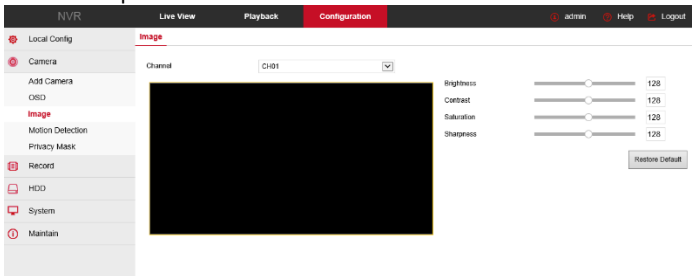 NVR Live View Playback Configuration admin Help Logout
Local Config
Camera
Add Camera
OSD
Image
Motion Detection
Privacy Mask
Record
HDD
System
Maintain
Image
Channel CH01
Brightness 128
Contrast 128
Saturation 128
Sharpness 128
Restore Default